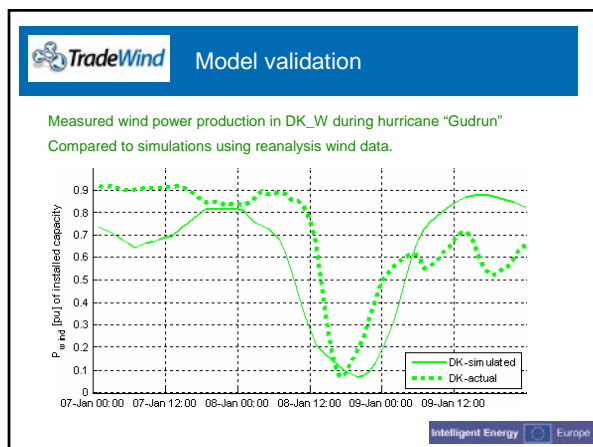 TradeWind
Model validation
Measured wind power production in DK_W during hurricane “Gudrun”
Compared to simulations using reanalysis wind data.
P wind [pu] of installed capacity
0.9
0.8
0.7
0.6
0.5
0.4
0.3
0.2
0.1
0
07-Jan 00:00 07-Jan 12:00 08-Jan 00:00 08-Jan 12:00 09-Jan 00:00 09-Jan 12:00
DK-simulated
DK-actual
Intelligent Energy Europe